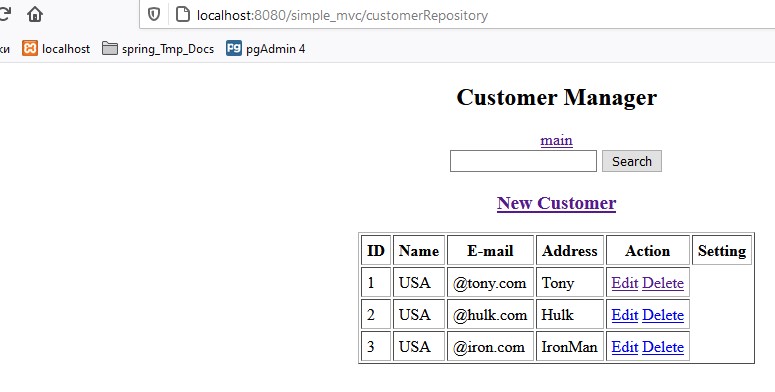 localhost:8080/simple_mvc/customerRepository
ки localhost spring_Tmp_Docs pgAdmin 4
Customer Manager
main
Search
New Customer
ID Name E-mail Address Action Setting
1 USA @tony.com Tony Edit Delete
2 USA @hulk.com Hulk Edit Delete
3 USA @iron.com IronMan Edit Delete